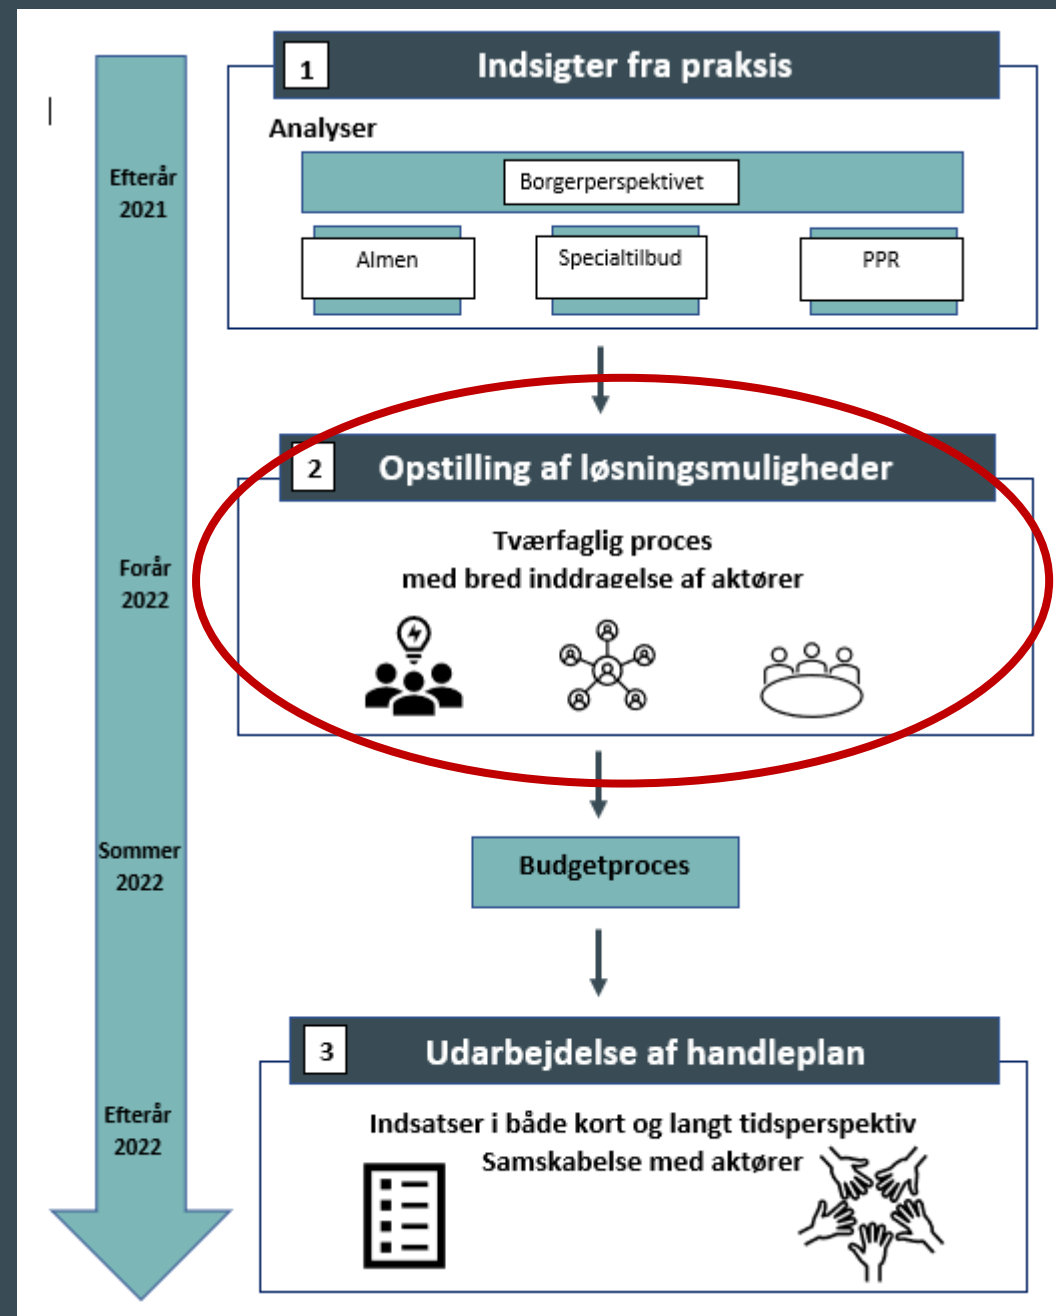 1
Indsigter fra praksis
Analyser
Borgerperspektivet
Almen
Specialtilbud
PPR
Efterår
2021
2
Opstilling af løsningsmuligheder
Tværfaglig proces
med bred inddragelse af aktører
Forår
2022
Sommer
2022
Budgetproces
3
Udarbejdelse af handleplan
Indsatser i både kort og langt tidsperspektiv
Samskabelse med aktører
Efterår
2022